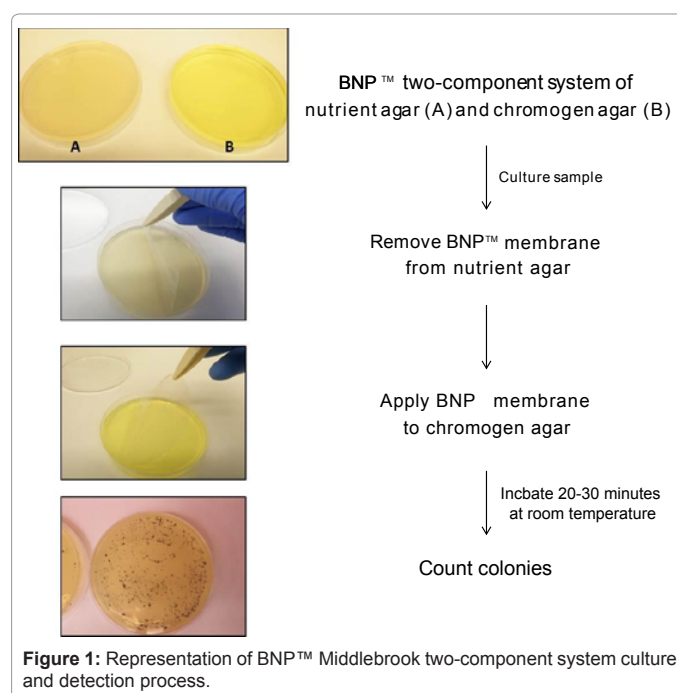 BNP™ two-component system of
nutrient agar (A) and chromogen agar (B)
A
B
Culture sample
Remove BNP™ membrane
from nutrient agar
Apply BNP membrane
to chromogen agar
Incbate 20-30 minutes
at room temperature
Count colonies
Figure 1: Representation of BNP™ Middlebrook two-component system culture
and detection process.